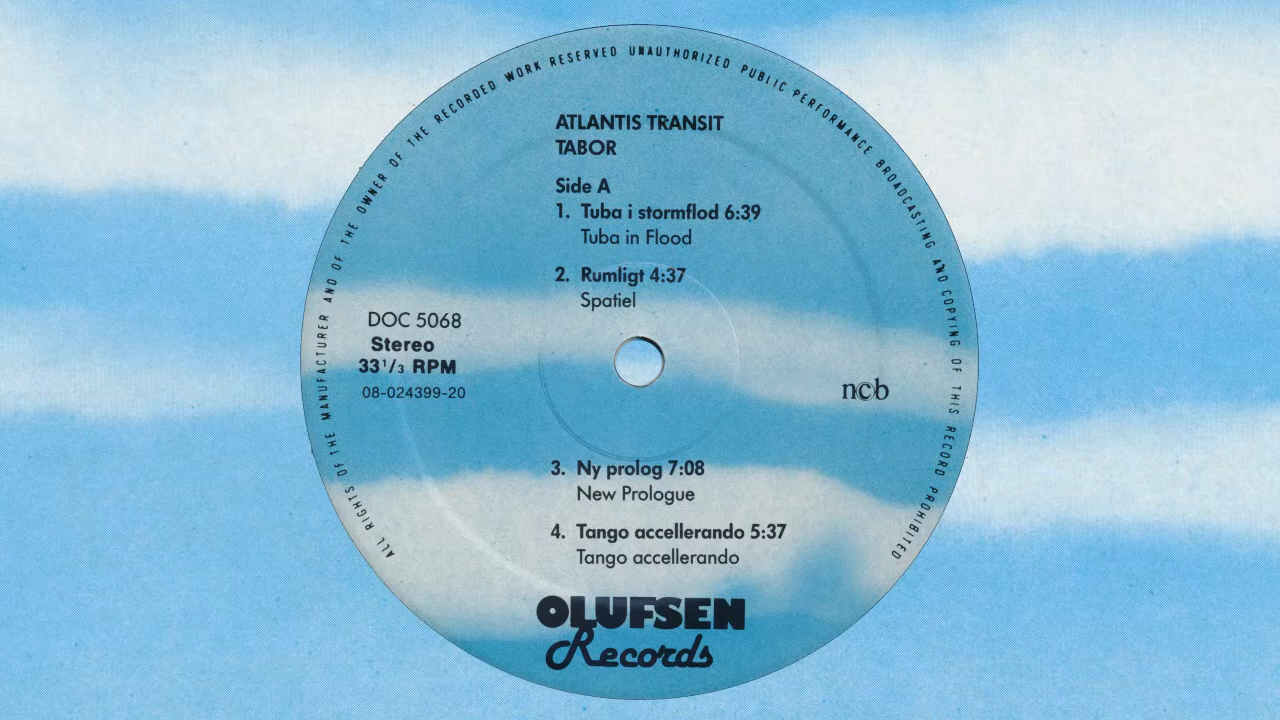 ALL RIGHTS OF THE MANUFACTURER AND OF THE OWNER OF THE RECORDED WORK RESERVED UNAUTHORIZED PUBLIC PERFORMANCE BROADCASTING AND COPYING OF THIS RECORD PROHIBITED
ATLANTIS TRANSIT
TABOR
Side A
1. Tuba i stormflod 6:39
Tuba in Flood
2. Rumligt 4:37
Spatiel
DOC 5068
Stereo
33 1/3 RPM
08-024399-20
ncb
3. Ny prolog 7:08
New Prologue
4. Tango accellerando 5:37
Tango accellerando
OLUFSEN
Records